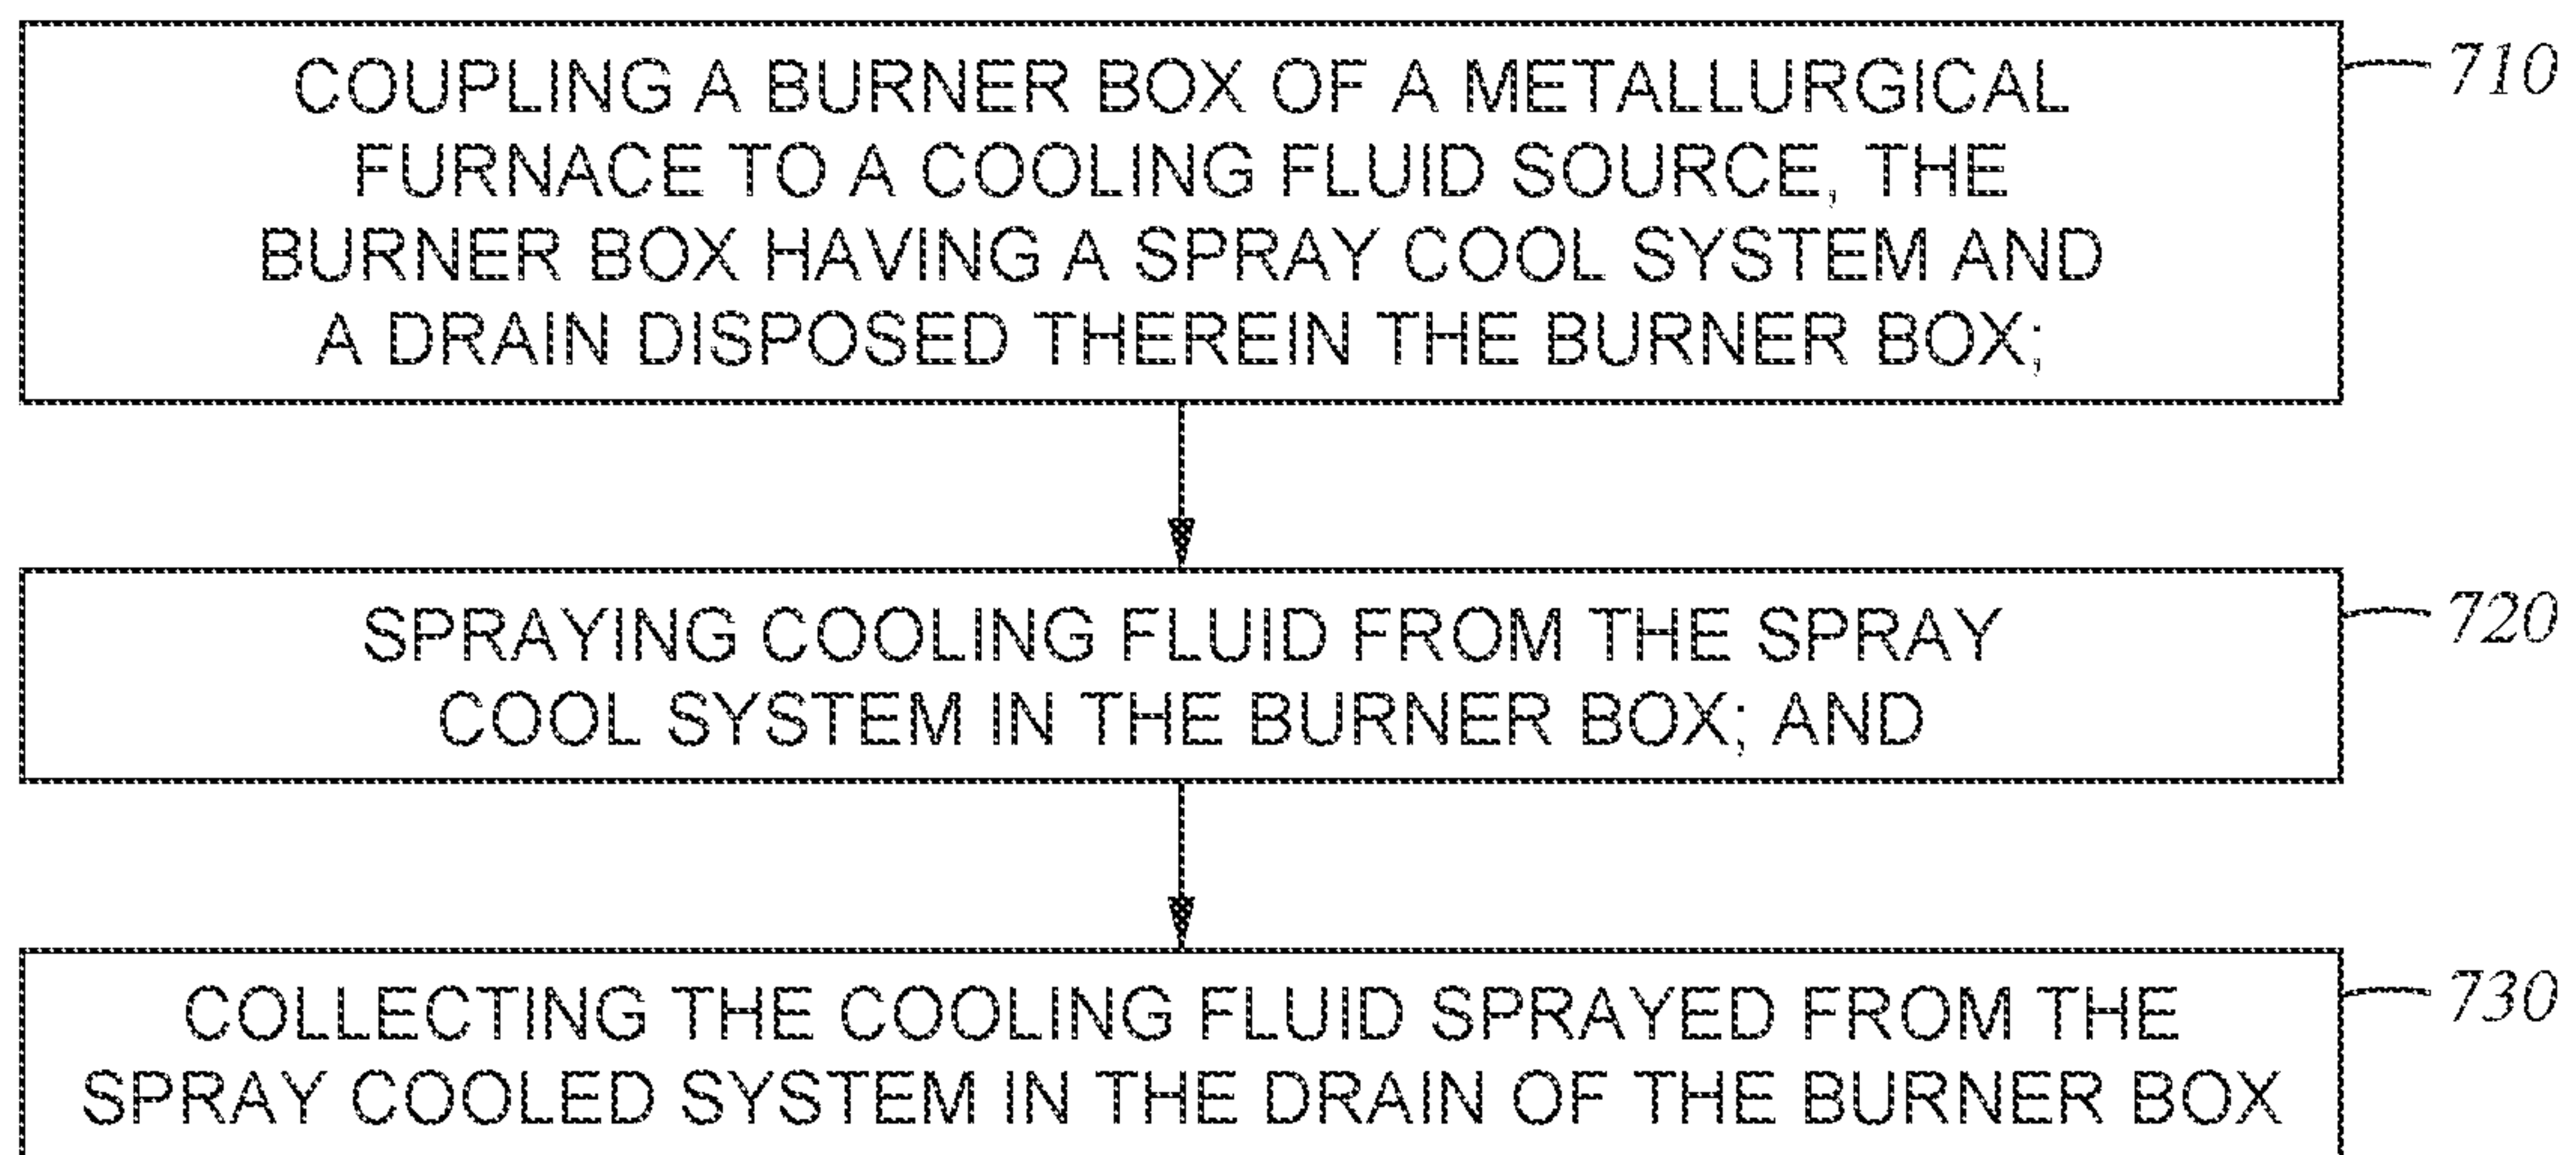 COUPLING A BURNER BOX OF A METALLURGICAL
FURNACE TO A COOLING FLUID SOURCE, THE
BURNER BOX HAVING A SPRAY COOL SYSTEM AND
A DRAIN DISPOSED THEREIN THE BURNER BOX;
710
SPRAYING COOLING FLUID FROM THE SPRAY
COOL SYSTEM IN THE BURNER BOX; AND
720
COLLECTING THE COOLING FLUID SPRAYED FROM THE
SPRAY COOLED SYSTEM IN THE DRAIN OF THE BURNER BOX
730